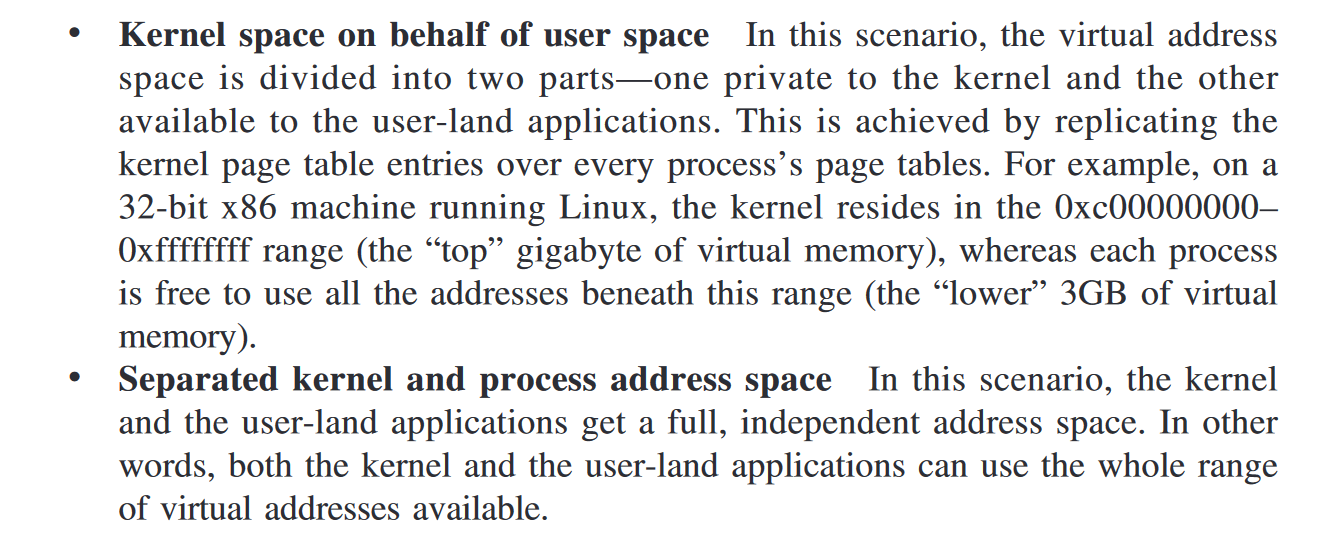 • Kernel space on behalf of user space In this scenario, the virtual address
space is divided into two parts—one private to the kernel and the other
available to the user-land applications. This is achieved by replicating the
kernel page table entries over every process’s page tables. For example, on a
32-bit x86 machine running Linux, the kernel resides in the 0xc00000000–
0xffffffff range (the “top” gigabyte of virtual memory), whereas each process
is free to use all the addresses beneath this range (the “lower” 3GB of virtual
memory).
• Separated kernel and process address space In this scenario, the kernel
and the user-land applications get a full, independent address space. In other
words, both the kernel and the user-land applications can use the whole range
of virtual addresses available.